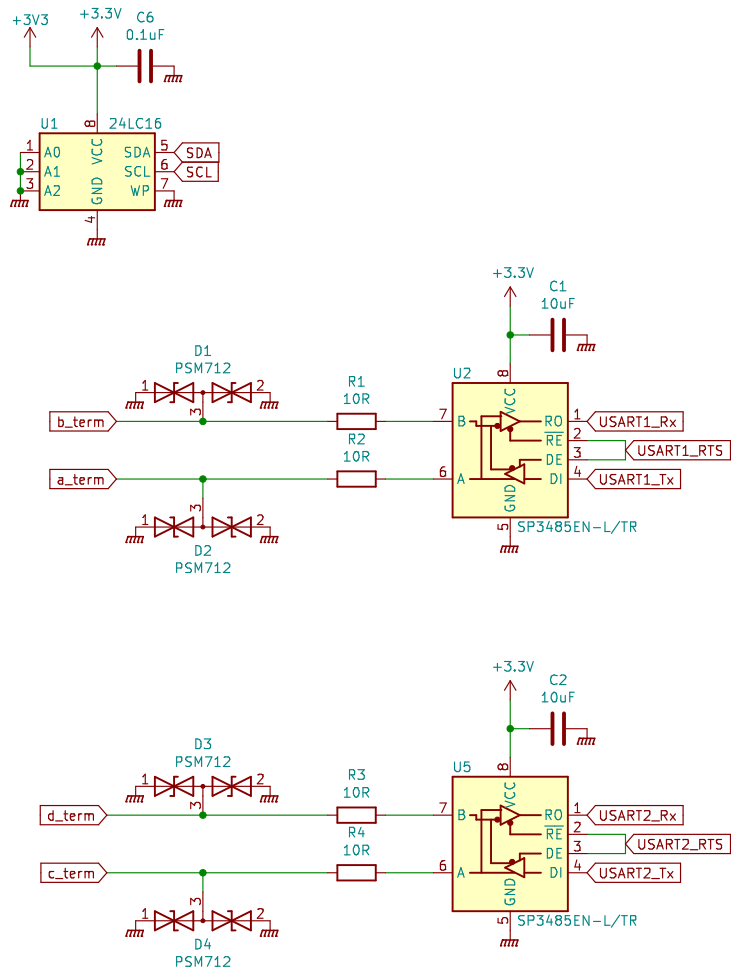 +3V3
+3.3V
C6
0.1uF
U1
24LC16
8
VCC
1 A0
2 A1
3 A2
SDA 5 SDA
SCL 6 SCL
WP 7
GND
4
+3.3V
C1
10uF
D1
PSM712
1 2
3
b_term
R1
10R
R2
10R
a_term
3
1 2
D2
PSM712
U2
8
VCC
7 B
6 A
RO 1 USART1_Rx
RE 2
USART1_RTS
DE 3
DI 4 USART1_Tx
GND
5
SP3485EN-L/TR
+3.3V
C2
10uF
D3
PSM712
1 2
3
d_term
R3
10R
R4
10R
c_term
3
1 2
D4
PSM712
U5
8
VCC
7 B
6 A
RO 1 USART2_Rx
RE 2
USART2_RTS
DE 3
DI 4 USART2_Tx
GND
5
SP3485EN-L/TR